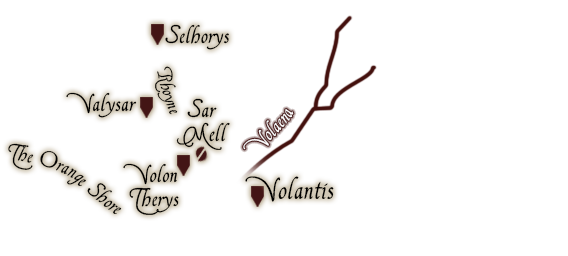 Selhorys
Rhoyne
Valysar
Sar
Mell
Volaena
The Orange Shore
Volon
Therys
Volantis